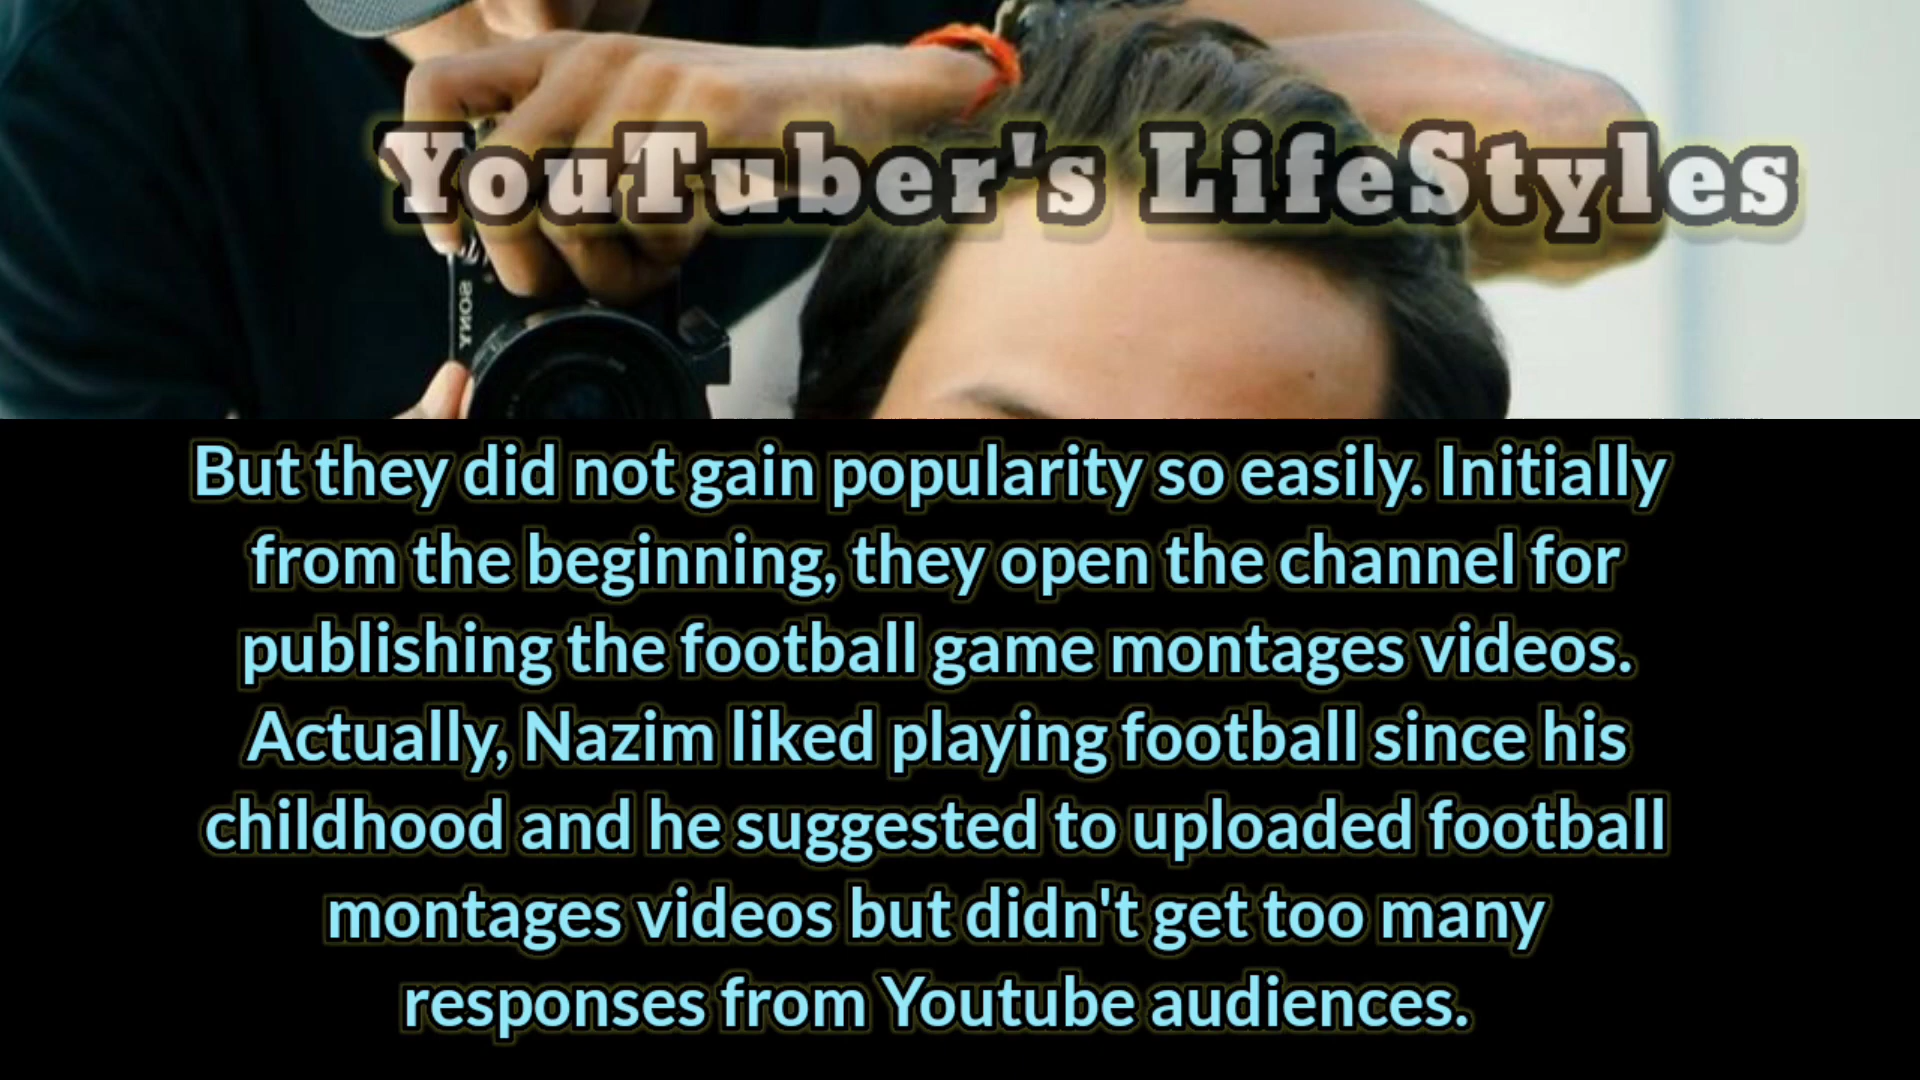 YouTuber's LifeStyles
SONY
But they did not gain popularity so easily. Initially
from the beginning, they open the channel for
publishing the football game montages videos.
Actually, Nazim liked playing football since his
childhood and he suggested to uploaded football
montages videos but didn't get too many
responses from Youtube audiences.